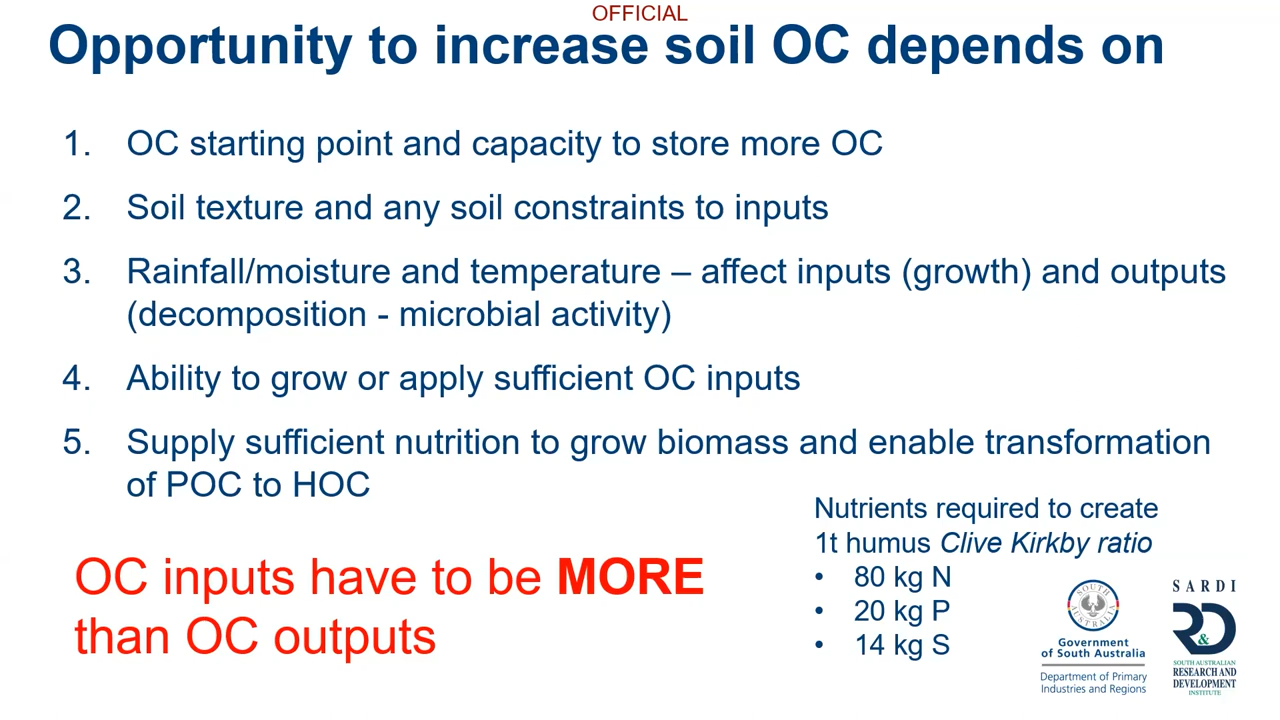 OFFICIAL
Opportunity to increase soil OC depends on
1. OC starting point and capacity to store more OC
2. Soil texture and any soil constraints to inputs
3. Rainfall/moisture and temperature – affect inputs (growth) and outputs
(decomposition - microbial activity)
4. Ability to grow or apply sufficient OC inputs
5. Supply sufficient nutrition to grow biomass and enable transformation
of POC to HOC
Nutrients required to create
1t humus Clive Kirkby ratio
• 80 kg N
• 20 kg P
• 14 kg S
OC inputs have to be MORE
than OC outputs
SOUTH AUSTRALIA
Government
of South Australia
Department of Primary
Industries and Regions
SARDI
R&D
SOUTH AUSTRALIAN
RESEARCH AND
DEVELOPMENT
INSTITUTE